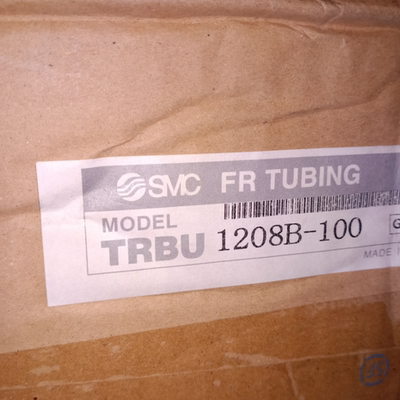 SMC FR TUBING
MODEL
TRBU 1208B-100 G
MADE